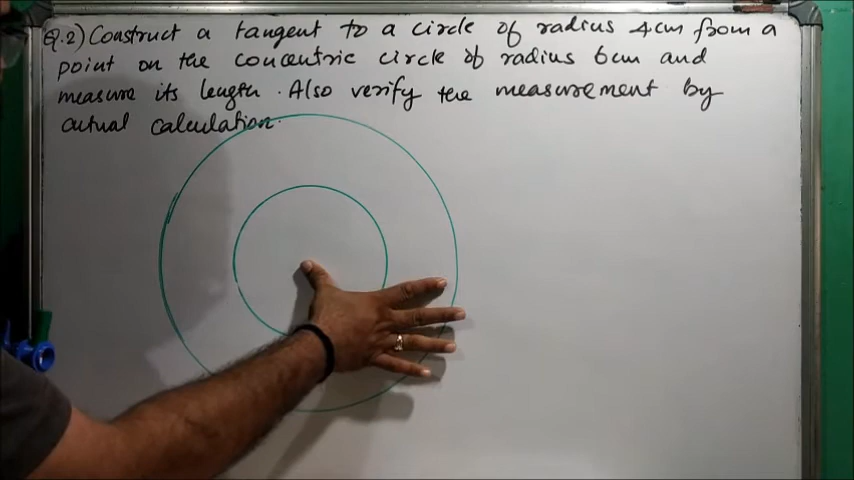 Q.2) Construct a tangent to a circle of radius 4cm from a
point on the concentric circle of radius 6cm and
measure its length. Also verify the measurement by
actual calculation.